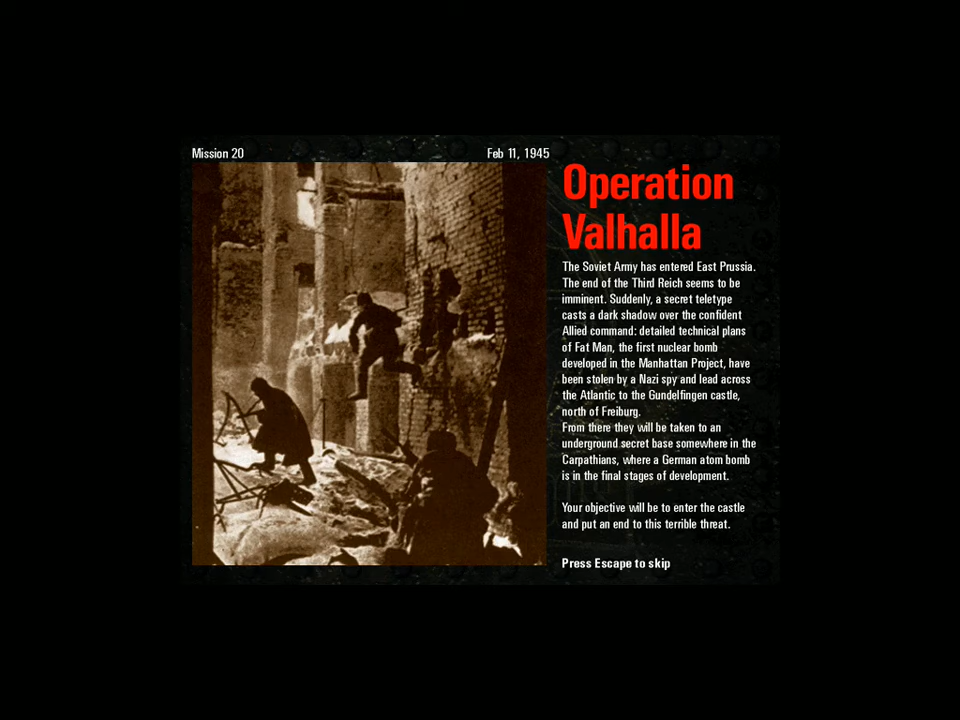 Mission 20
Feb 11, 1945
Operation
Valhalla
The Soviet Army has entered East Prussia.
The end of the Third Reich seems to be
imminent. Suddenly, a secret teletype
casts a dark shadow over the confident
Allied command: detailed technical plans
of Fat Man, the first nuclear bomb
developed in the Manhattan Project, have
been stolen by a Nazi spy and lead across
the Atlantic to the Gundelfingen castle,
north of Freiburg.
From there they will be taken to an
underground secret base somewhere in the
Carpathians, where a German atom bomb
is in the final stages of development.
Your objective will be to enter the castle
and put an end to this terrible threat.
Press Escape to skip